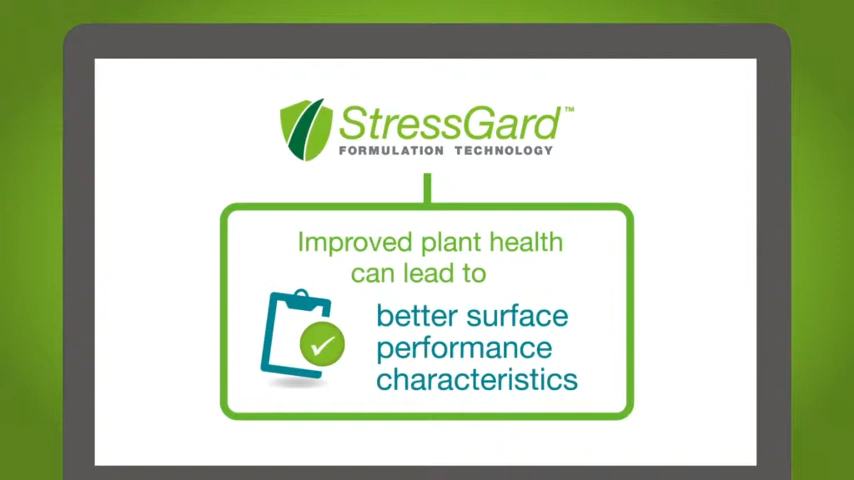 StressGard™
FORMULATION TECHNOLOGY
Improved plant health
can lead to
better surface
performance
characteristics